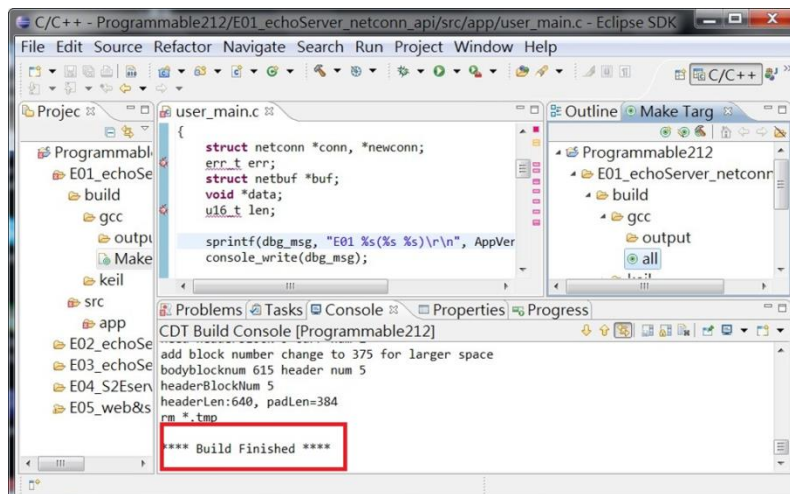 C/C++ - Programmable212/E01_echoServer_netconn_api/src/app/user_main.c - Eclipse SDK
File Edit Source Refactor Navigate Search Run Project Window Help
C/C++
Projec
Programmabl
E01_echoSe
build
gcc
outpu
Make
keil
src
app
E02_echoSe
E03_echoSe
E04_S2Eserv
E05_web&s
user_main.c
{
struct netconn *conn, *newconn;
err_t err;
struct netbuf *buf;
void *data;
u16_t len;
sprintf(dbg_msg, "E01 %s(%s %s)\r\n", AppVer
console_write(dbg_msg);
Outline Make Targ
Programmable212
E01_echoServer_netconn
build
gcc
output
all
Problems Tasks Console Properties Progress
CDT Build Console [Programmable212]
add block number change to 375 for larger space
bodyblocknum 615 header num 5
headerBlockNum 5
headerLen:640, padLen=384
rm *.tmp
**** Build Finished ****